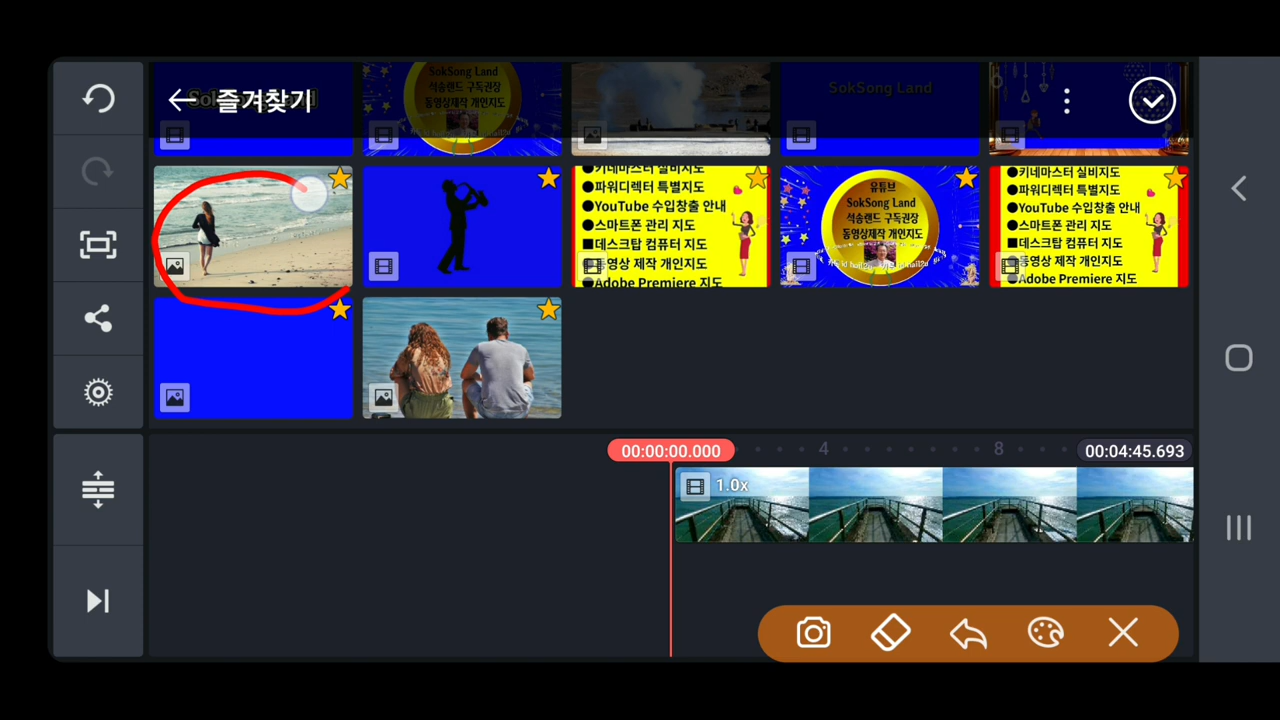 즐겨찾기
SokSong Land
SokSong Land
석송랜드 구독권장
동영상제작 개인지도
SokSong Land
●키네마스터 실비지도
●파워디렉터 특별지도
●YouTube 수입창출 안내
●스마트폰 관리 지도
■데스크탑 컴퓨터 지도
동영상 제작 개인지도
●Adobe Premiere 지도
유튜브
SokSong Land
석송랜드 구독권장
동영상제작 개인지도
●키네마스터 실비지도
●파워디렉터 특별지도
●YouTube 수입창출 안내
●스마트폰 관리 지도
■데스크탑 컴퓨터 지도
동영상 제작 개인지도
●Adobe Premiere 지도
00:00:00.000
4
8
00:04:45.693
1.0x